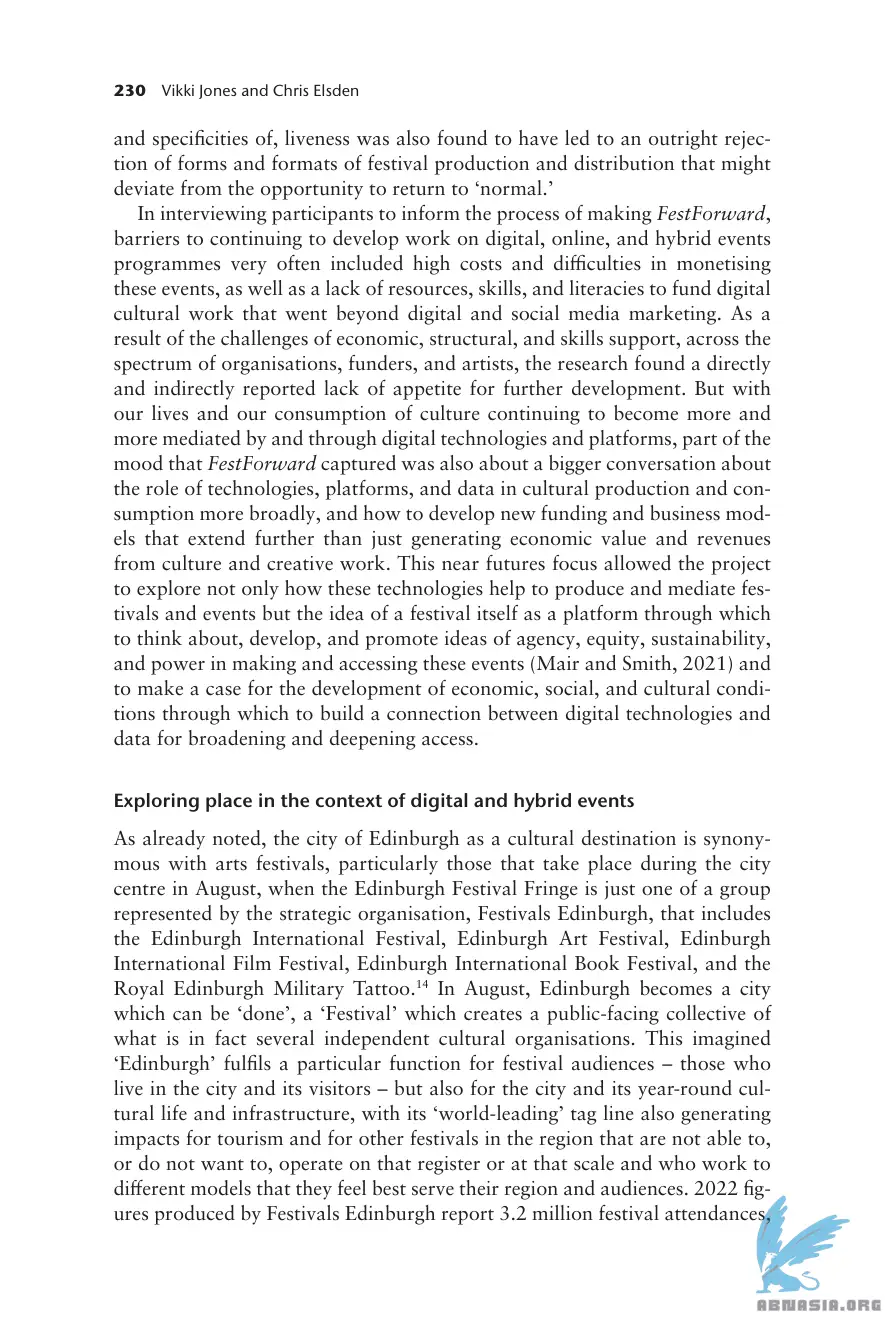 230 Vikki Jones and Chris Elsden
and specificities of, liveness was also found to have led to an outright rejec-
tion of forms and formats of festival production and distribution that might
deviate from the opportunity to return to ‘normal.’
In interviewing participants to inform the process of making FestForward,
barriers to continuing to develop work on digital, online, and hybrid events
programmes very often included high costs and difficulties in monetising
these events, as well as a lack of resources, skills, and literacies to fund digital
cultural work that went beyond digital and social media marketing. As a
result of the challenges of economic, structural, and skills support, across the
spectrum of organisations, funders, and artists, the research found a directly
and indirectly reported lack of appetite for further development. But with
our lives and our consumption of culture continuing to become more and
more mediated by and through digital technologies and platforms, part of the
mood that FestForward captured was also about a bigger conversation about
the role of technologies, platforms, and data in cultural production and con-
sumption more broadly, and how to develop new funding and business mod-
els that extend further than just generating economic value and revenues
from culture and creative work. This near futures focus allowed the project
to explore not only how these technologies help to produce and mediate fes-
tivals and events but the idea of a festival itself as a platform through which
to think about, develop, and promote ideas of agency, equity, sustainability,
and power in making and accessing these events (Mair and Smith, 2021) and
to make a case for the development of economic, social, and cultural condi-
tions through which to build a connection between digital technologies and
data for broadening and deepening access.
Exploring place in the context of digital and hybrid events
As already noted, the city of Edinburgh as a cultural destination is synony-
mous with arts festivals, particularly those that take place during the city
centre in August, when the Edinburgh Festival Fringe is just one of a group
represented by the strategic organisation, Festivals Edinburgh, that includes
the Edinburgh International Festival, Edinburgh Art Festival, Edinburgh
International Film Festival, Edinburgh International Book Festival, and the
Royal Edinburgh Military Tattoo.14 In August, Edinburgh becomes a city
which can be ‘done’, a ‘Festival’ which creates a public-facing collective of
what is in fact several independent cultural organisations. This imagined
‘Edinburgh’ fulfils a particular function for festival audiences – those who
live in the city and its visitors – but also for the city and its year-round cul-
tural life and infrastructure, with its ‘world-leading’ tag line also generating
impacts for tourism and for other festivals in the region that are not able to,
or do not want to, operate on that register or at that scale and who work to
different models that they feel best serve their region and audiences. 2022 fig-
ures produced by Festivals Edinburgh report 3.2 million festival attendances,
ABNASIA.ORG